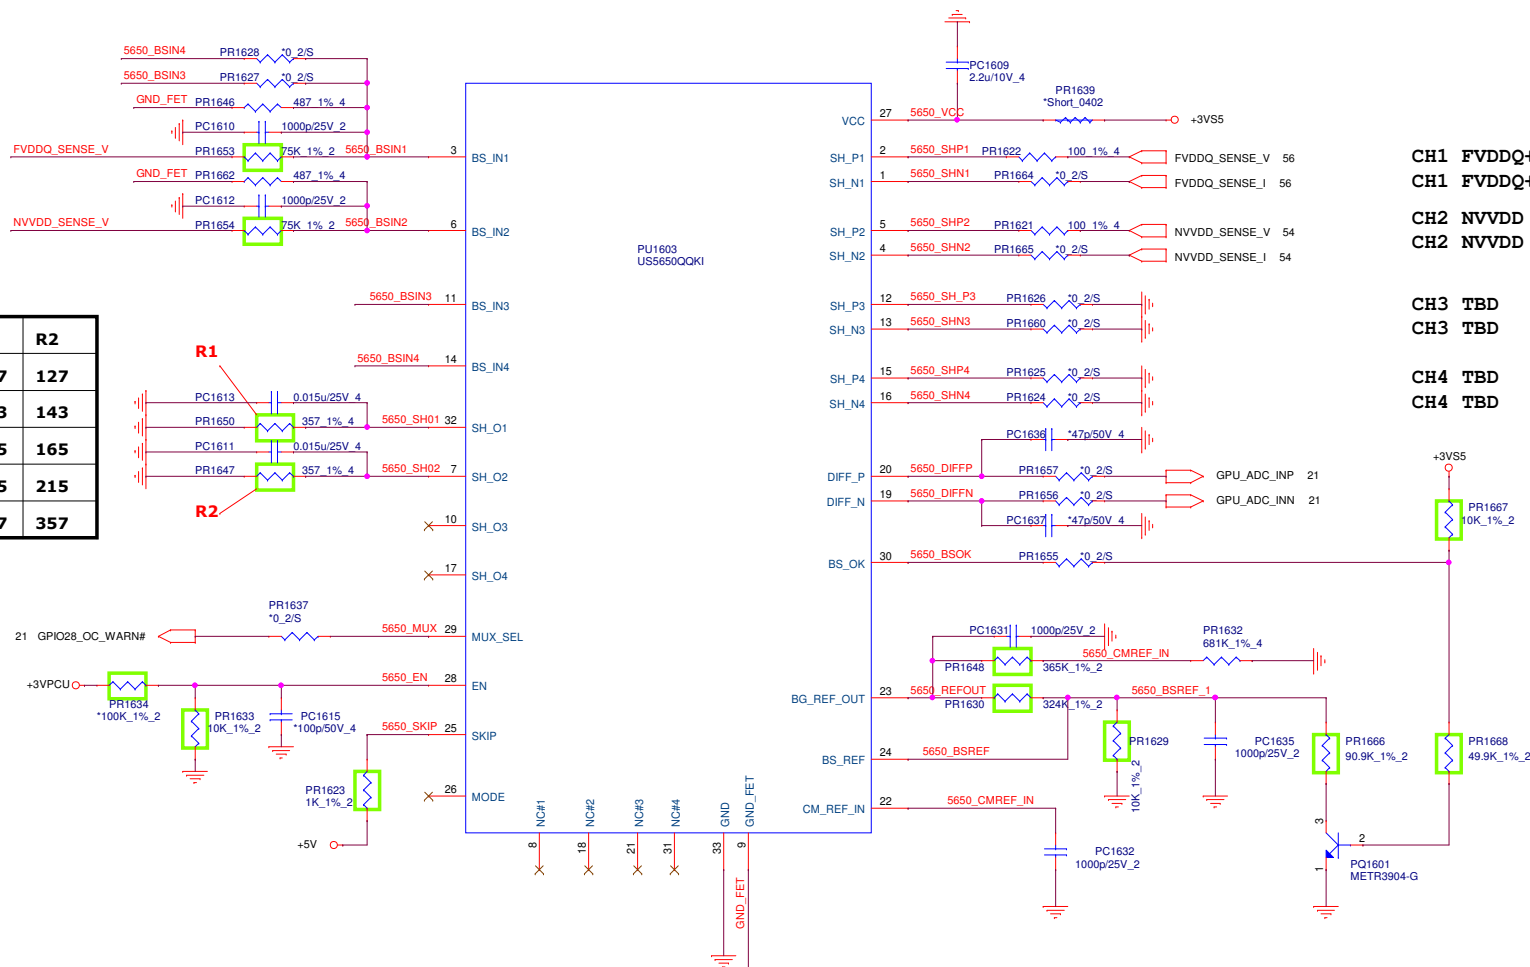 5650_BSIN4 PR1628 *0_2/S
5650_BSIN3 PR1627 *0_2/S
GND_FET PR1646 487_1%_4
PC1610 1000p/25V_2
FVDDQ_SENSE_V PR1653 75K_1%_2 5650_BSIN1 3 BS_IN1
GND_FET PR1662 487_1%_4
PC1612 1000p/25V_2
NVVDD_SENSE_V PR1654 75K_1%_2 5650_BSIN2 6 BS_IN2
5650_BSIN3 11 BS_IN3
5650_BSIN4 14 BS_IN4
R1
PC1613 0.015u/25V_4
PR1650 357_1%_4 5650_SH01 32 SH_O1
PC1611 0.015u/25V_4
PR1647 357_1%_4 5650_SH02 7 SH_O2
R2
10 SH_O3
17 SH_O4
PR1637
*0_2/S
21 GPIO28_OC_WARN# 5650_MUX 29 MUX_SEL
+3VPCU 5650_EN 28 EN
PR1634
*100K_1%_2
PR1633
10K_1%_2
PC1615
*100p/50V_4
5650_SKIP 25 SKIP
PR1623
1K_1%_2
+5V
26 MODE
R2
7 127
3 143
5 165
5 215
7 357
PU1603
US5650QQKI
NC#1 8
NC#2 18
NC#3 21
NC#4 31
GND 33
GND_FET 9
GND_FET
PC1609
2.2u/10V_4
PR1639
*Short_0402
VCC 27 5650_VCC +3VS5
SH_P1 2 5650_SHP1 PR1622 100_1%_4 FVDDQ_SENSE_V 56
SH_N1 1 5650_SHN1 PR1664 *0_2/S FVDDQ_SENSE_I 56
SH_P2 5 5650_SHP2 PR1621 100_1%_4 NVVDD_SENSE_V 54
SH_N2 4 5650_SHN2 PR1665 *0_2/S NVVDD_SENSE_I 54
SH_P3 12 5650_SH_P3 PR1626 *0_2/S
SH_N3 13 5650_SHN3 PR1660 *0_2/S
SH_P4 15 5650_SHP4 PR1625 *0_2/S
SH_N4 16 5650_SHN4 PR1624 *0_2/S
PC1636 *47p/50V_4
DIFF_P 20 5650_DIFFP PR1657 *0_2/S GPU_ADC_INP 21
DIFF_N 19 5650_DIFFN PR1656 *0_2/S GPU_ADC_INN 21
PC1637 *47p/50V_4
BS_OK 30 5650_BSOK PR1655 *0_2/S
+3VS5
PR1667
10K_1%_2
PC1631 1000p/25V_2
PR1632
681K_1%_4
PR1648 365K_1%_2 5650_CMREF_IN
BG_REF_OUT 23 5650_REFOUT PR1630 324K_1%_2 5650_BSREF_1
PR1629
10K_1%_2
PC1635
1000p/25V_2
PR1666
90.9K_1%_2
PR1668
49.9K_1%_2
BS_REF 24 5650_BSREF
CM_REF_IN 22 5650_CMREF_IN
PC1632
1000p/25V_2
3
2
1
PQ1601
METR3904-G
CH1 FVDDQ+
CH1 FVDDQ+
CH2 NVVDD
CH2 NVVDD
CH3 TBD
CH3 TBD
CH4 TBD
CH4 TBD